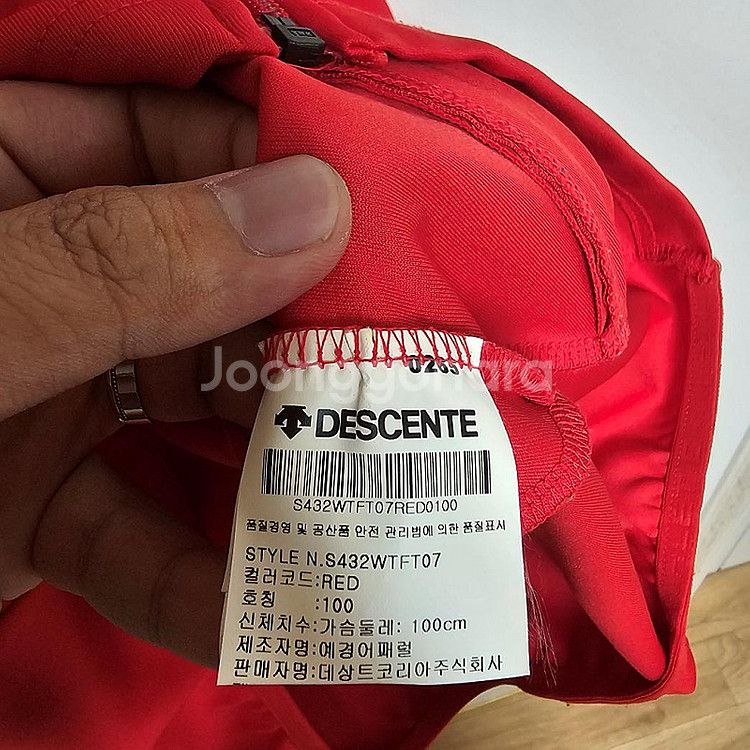 YKK
0265
Joonggonara
DESCENTE
S432WTFT07RED0100
품질경영 및 공산품 안전 관리법에 의한 품질표시
STYLE N.S432WTFT07
컬러코드:RED
호칭 :100
신체치수:가슴둘레: 100cm
제조자명:예경어패럴
판매자명:데상트코리아주식회사